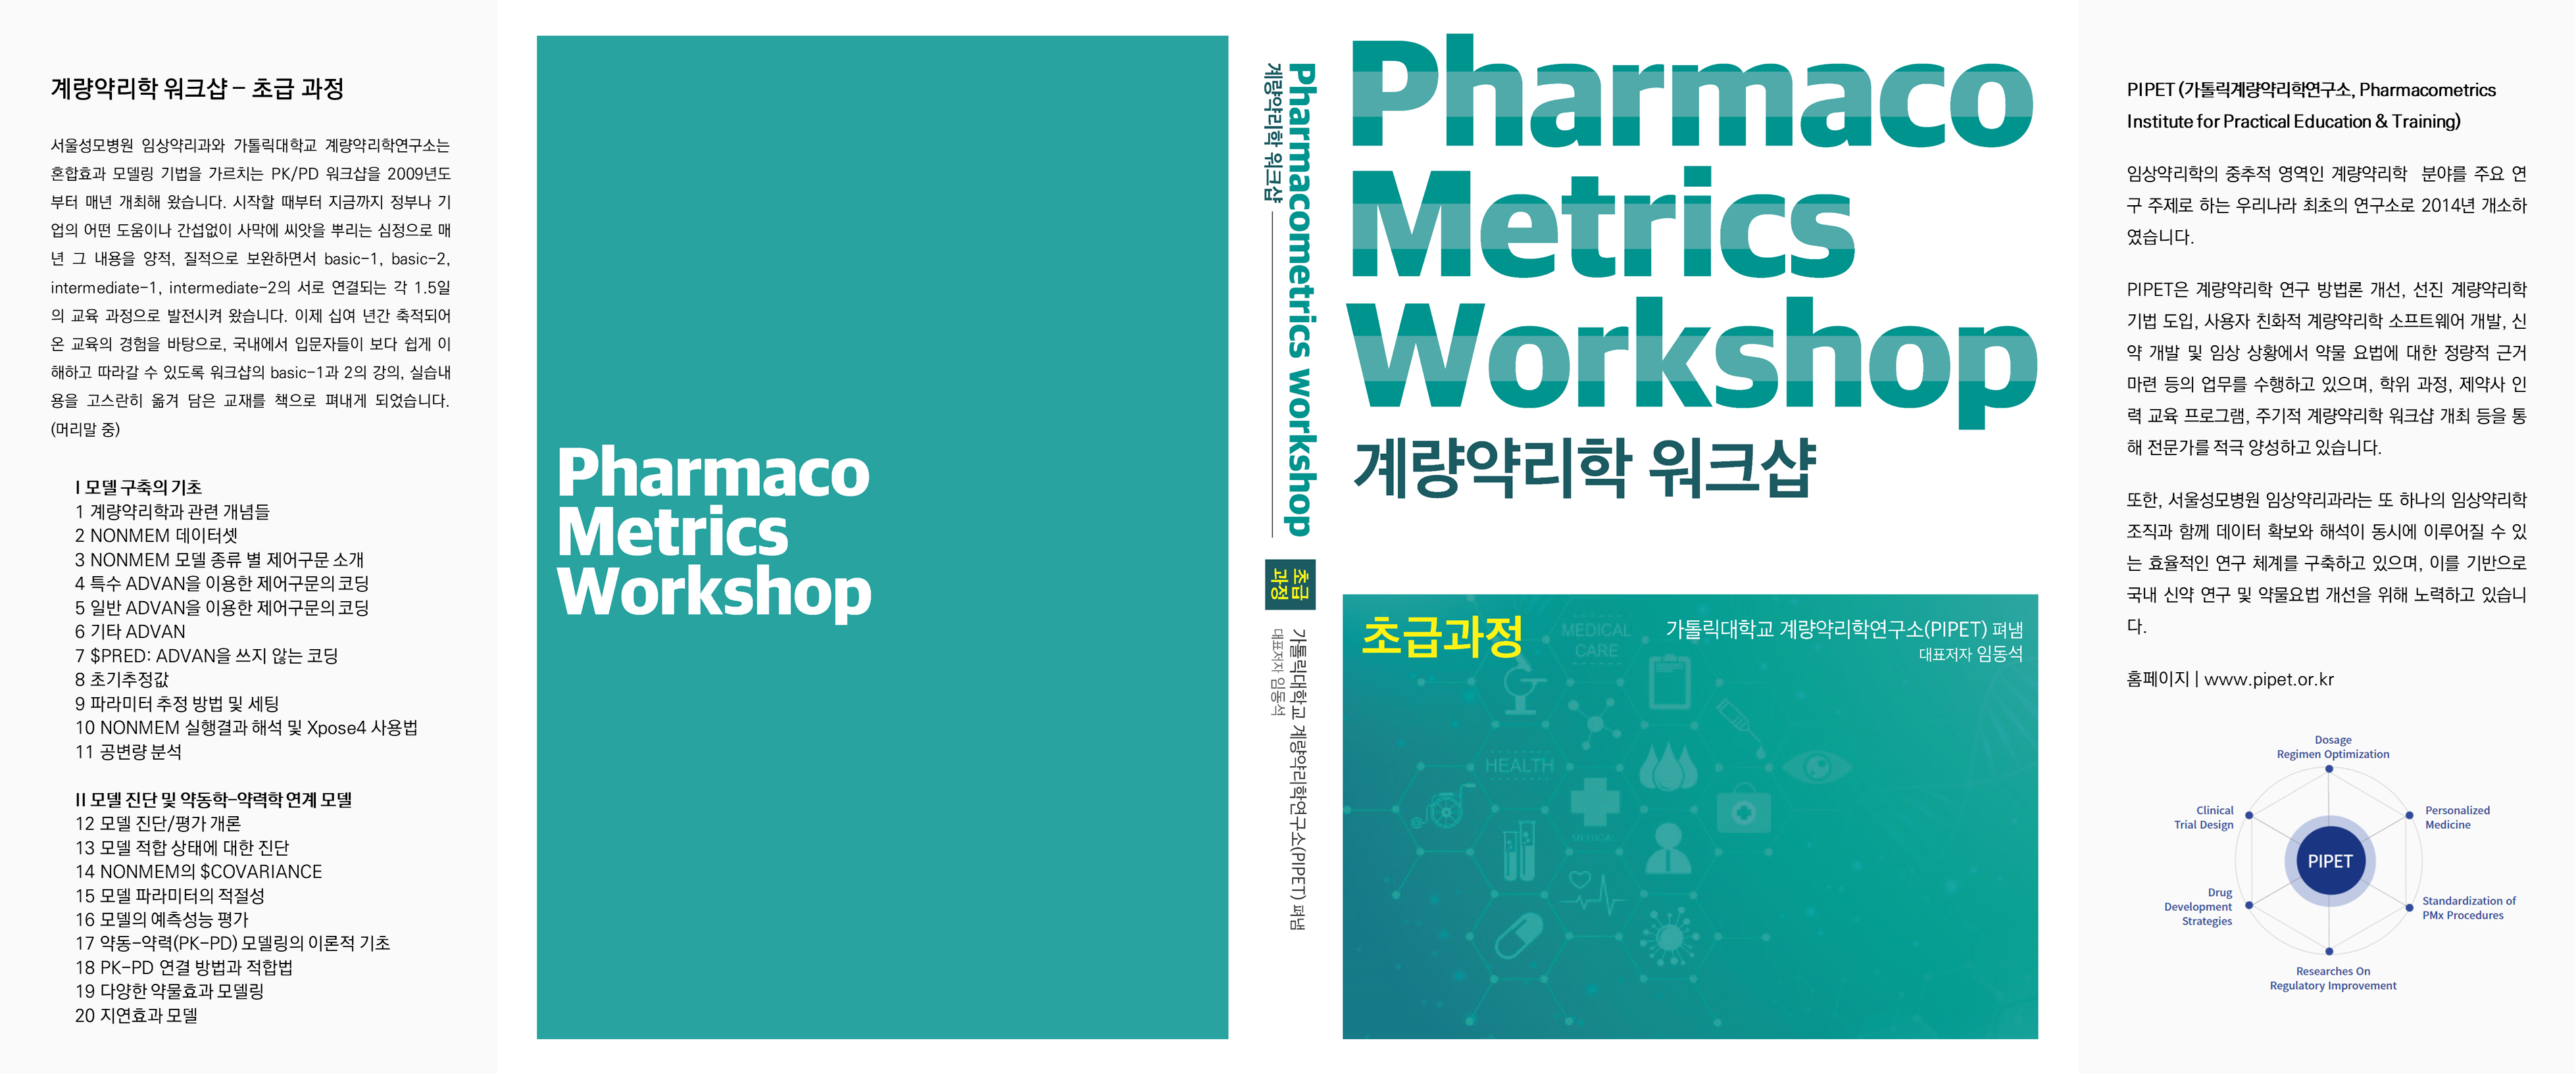 계량약리학 워크샵 – 초급 과정
서울성모병원 임상약리과와 가톨릭대학교 계량약리학연구소는
혼합효과 모델링 기법을 가르치는 PK/PD 워크샵을 2009년도
부터 매년 개최해 왔습니다. 시작할 때부터 지금까지 정부나 기
업의 어떤 도움이나 간섭없이 사막에 씨앗을 뿌리는 심정으로 매
년 그 내용을 양적, 질적으로 보완하면서 basic-1, basic-2,
intermediate-1, intermediate-2의 서로 연결되는 각 1.5일
의 교육 과정으로 발전시켜 왔습니다. 이제 십여 년간 축적되어
온 교육의 경험을 바탕으로, 국내에서 입문자들이 보다 쉽게 이
해하고 따라갈 수 있도록 워크샵의 basic-1과 2의 강의, 실습내
용을 고스란히 옮겨 담은 교재를 책으로 펴내게 되었습니다.
(머리말 중)
I 모델 구축의 기초
1 계량약리학과 관련 개념들
2 NONMEM 데이터셋
3 NONMEM 모델 종류 별 제어구문 소개
4 특수 ADVAN을 이용한 제어구문의 코딩
5 일반 ADVAN을 이용한 제어구문의 코딩
6 기타 ADVAN
7 $PRED: ADVAN을 쓰지 않는 코딩
8 초기추정값
9 파라미터 추정 방법 및 세팅
10 NONMEM 실행결과 해석 및 Xpose4 사용법
11 공변량 분석
II 모델 진단 및 약동학-약력학 연계 모델
12 모델 진단/평가 개론
13 모델 적합 상태에 대한 진단
14 NONMEM의 $COVARIANCE
15 모델 파라미터의 적절성
16 모델의 예측성능 평가
17 약동-약력(PK-PD) 모델링의 이론적 기초
18 PK-PD 연결 방법과 적합법
19 다양한 약물효과 모델링
20 지연효과 모델
Pharmaco
Metrics
Workshop
Pharmacometrics workshop
계량약리학 워크샵
초급
과정
가톨릭대학교 계량약리학연구소(PIPET) 펴냄
대표저자 임동석
Pharmaco
Metrics
Workshop
계량약리학 워크샵
초급과정
가톨릭대학교 계량약리학연구소(PIPET) 펴냄
대표저자 임동석
MEDICAL
CARE
HEALTH
MEDICAL
PIPET (가톨릭계량약리학연구소, Pharmacometrics
Institute for Practical Education & Training)
임상약리학의 중추적 영역인 계량약리학 분야를 주요 연
구 주제로 하는 우리나라 최초의 연구소로 2014년 개소하
였습니다.
PIPET은 계량약리학 연구 방법론 개선, 선진 계량약리학
기법 도입, 사용자 친화적 계량약리학 소프트웨어 개발, 신
약 개발 및 임상 상황에서 약물 요법에 대한 정량적 근거
마련 등의 업무를 수행하고 있으며, 학위 과정, 제약사 인
력 교육 프로그램, 주기적 계량약리학 워크샵 개최 등을 통
해 전문가를 적극 양성하고 있습니다.
또한, 서울성모병원 임상약리과라는 또 하나의 임상약리학
조직과 함께 데이터 확보와 해석이 동시에 이루어질 수 있
는 효율적인 연구 체계를 구축하고 있으며, 이를 기반으로
국내 신약 연구 및 약물요법 개선을 위해 노력하고 있습니
다.
홈페이지 | www.pipet.or.kr
Dosage
Regimen Optimization
Clinical
Trial Design
Personalized
Medicine
PIPET
Drug
Development
Strategies
Standardization of
PMx Procedures
Researches On
Regulatory Improvement